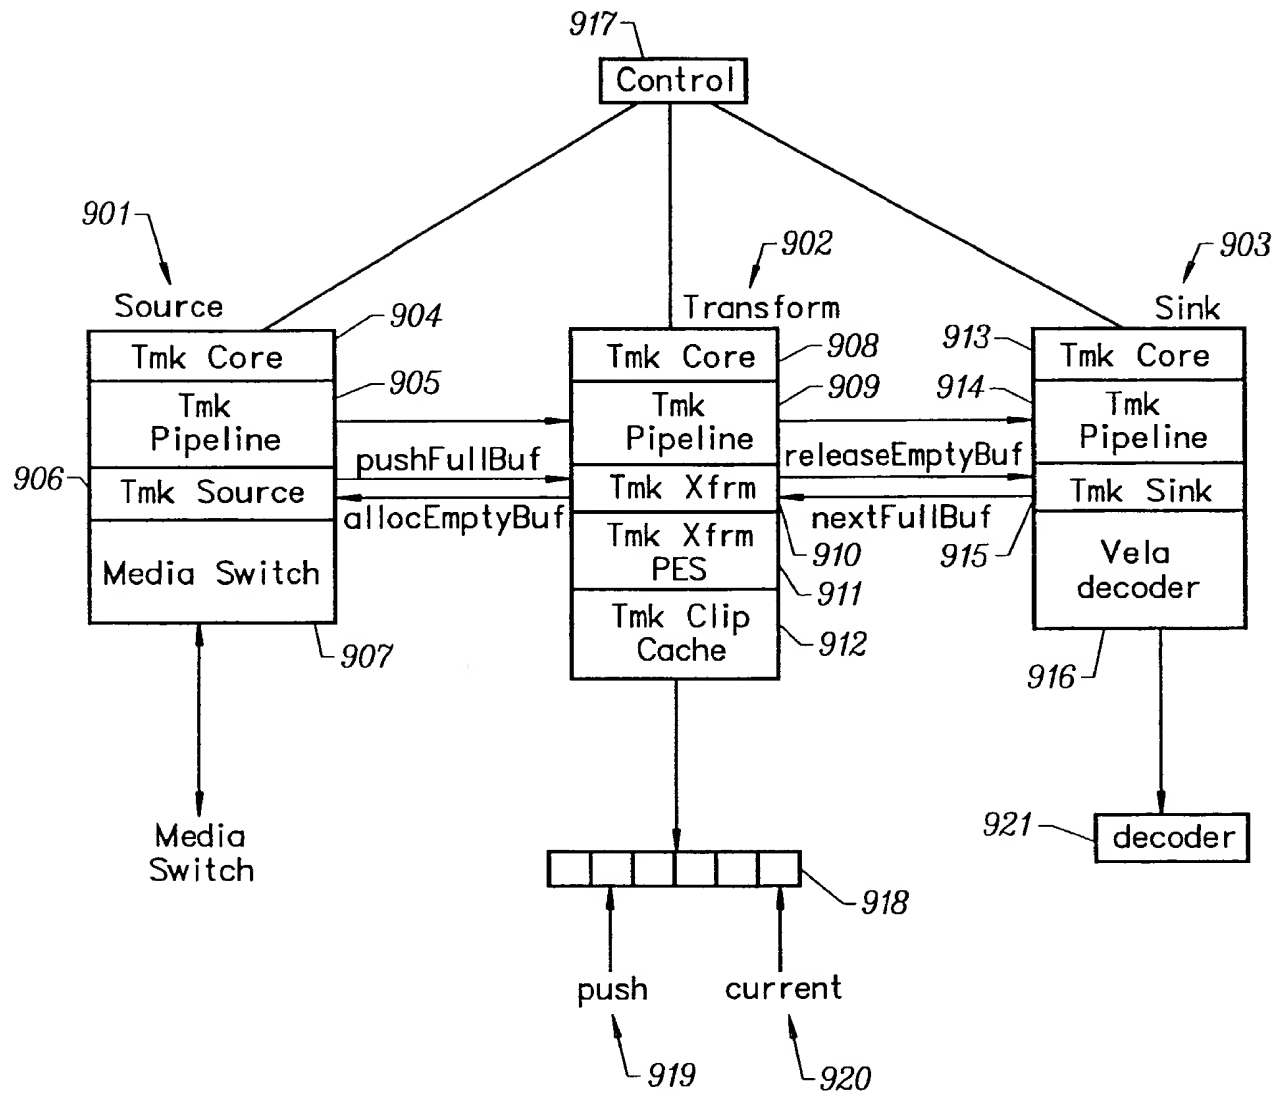 917
Control
901
902
903
Source
Transform
Sink
904
908
913
Tmk Core
Tmk Core
Tmk Core
905
909
914
Tmk
Pipeline
Tmk
Pipeline
Tmk
Pipeline
pushFullBuf
releaseEmptyBuf
906
Tmk Source
Tmk Xfrm
Tmk Sink
allocEmptyBuf
nextFullBuf
910
915
Media Switch
Tmk Xfrm
PES
Vela
decoder
911
Tmk Clip
Cache
912
907
916
Media
Switch
921
decoder
918
push
current
919
920